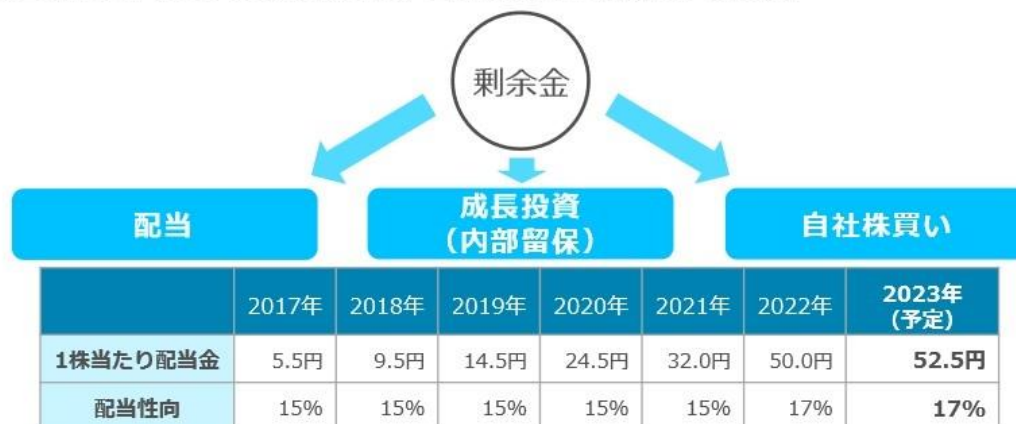 剰余金
配当
成長投資
（内部留保）
自社株買い
2017年 2018年 2019年 2020年 2021年 2022年 2023年
(予定)
1株当たり配当金 5.5円 9.5円 14.5円 24.5円 32.0円 50.0円 52.5円
配当性向 15% 15% 15% 15% 15% 17% 17%